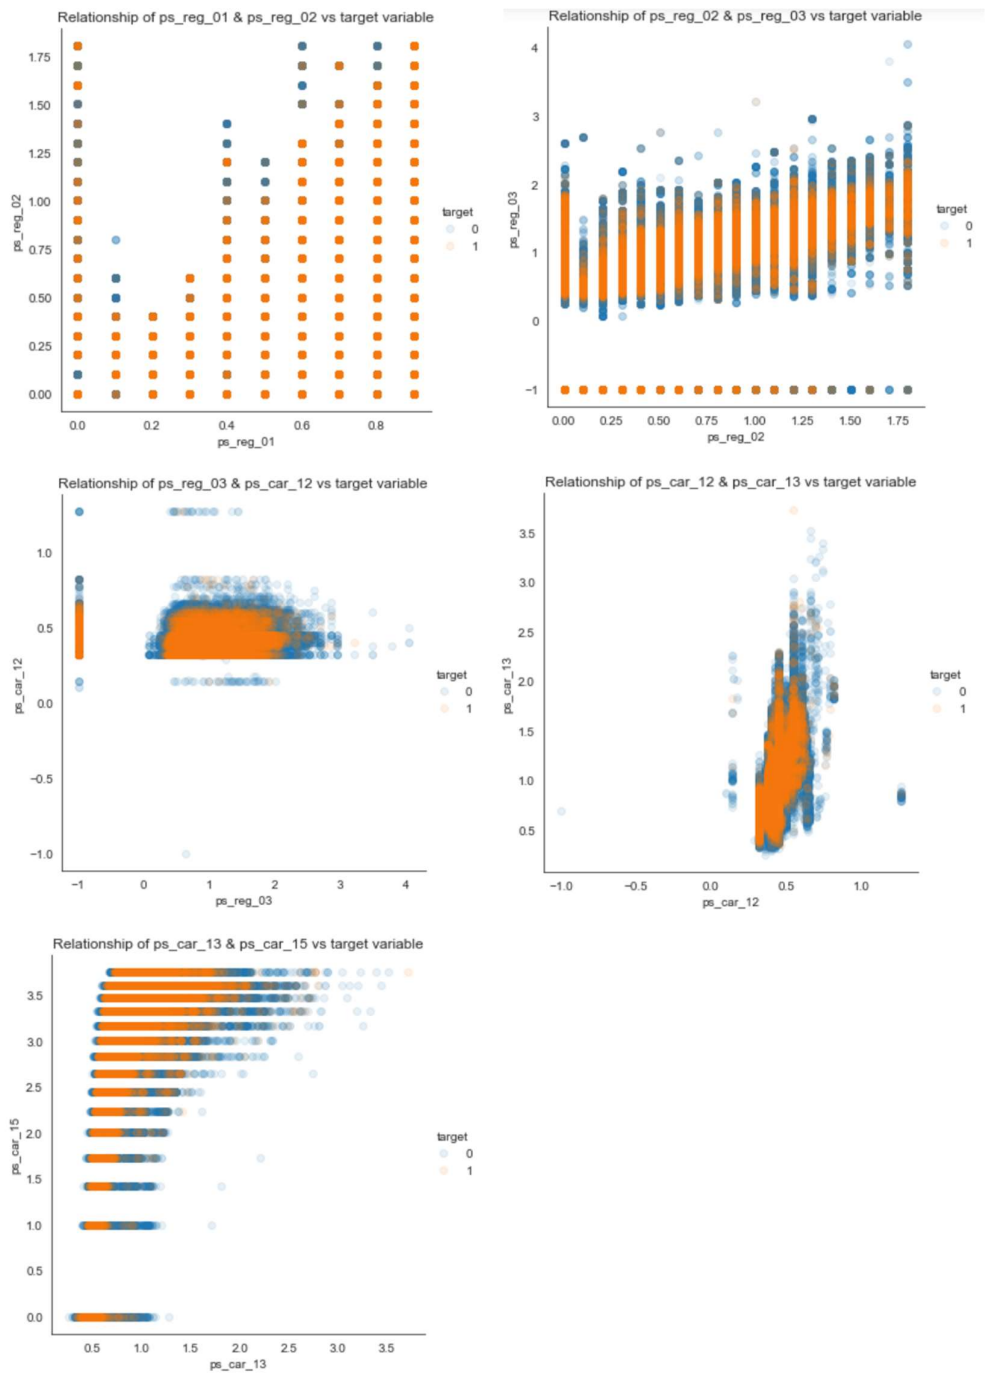 Relationship of ps_reg_01 & ps_reg_02 vs target variable
1.75
1.50
1.25
1.00
0.75
0.50
0.25
0.00
ps_reg_02
0.0 0.2 0.4 0.6 0.8
ps_reg_01
target
0
1
Relationship of ps_reg_02 & ps_reg_03 vs target variable
4
3
2
1
0
−1
ps_reg_03
0.00 0.25 0.50 0.75 1.00 1.25 1.50 1.75
ps_reg_02
target
0
1
Relationship of ps_reg_03 & ps_car_12 vs target variable
1.0
0.5
0.0
−0.5
−1.0
ps_car_12
−1 0 1 2 3 4
ps_reg_03
target
0
1
Relationship of ps_car_12 & ps_car_13 vs target variable
3.5
3.0
2.5
2.0
1.5
1.0
0.5
ps_car_13
−1.0 −0.5 0.0 0.5 1.0
ps_car_12
target
0
1
Relationship of ps_car_13 & ps_car_15 vs target variable
3.5
3.0
2.5
2.0
1.5
1.0
0.5
0.0
ps_car_15
0.5 1.0 1.5 2.0 2.5 3.0 3.5
ps_car_13
target
0
1